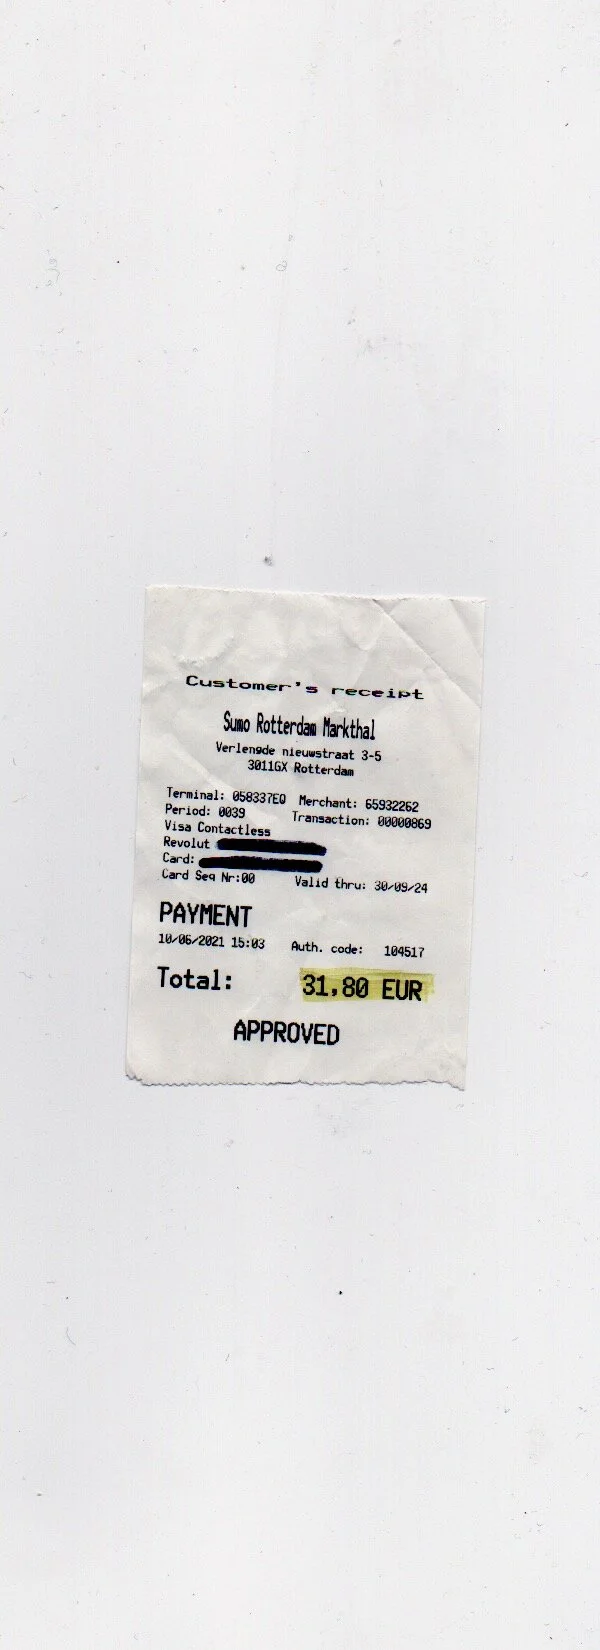 Customer's receipt
Sumo Rotterdam Markthal
Verlengde nieuwstraat 3-5
3011GX Rotterdam
Terminal: 058337EQ Merchant: 65932262
Period: 0039 Transaction: 00000869
Visa Contactless
Revolut
Card:
Card Seq Nr:00 Valid thru: 30/09/24
PAYMENT
10/06/2021 15:03 Auth. code: 104517
Total: 31,80 EUR
APPROVED